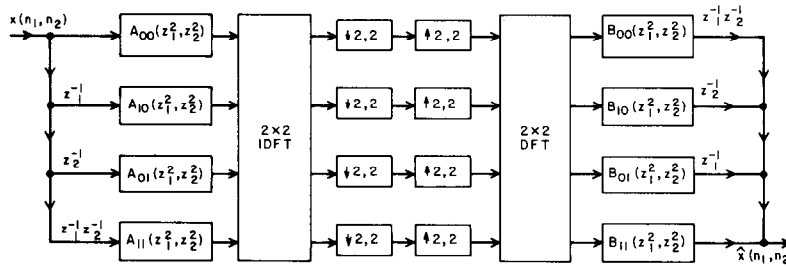 x(n₁,n₂)
A₀₀(z₁²,z₂²)
↓2,2
↑2,2
B₀₀(z₁²,z₂²)
z₁⁻¹z₂⁻¹
z₁⁻¹
A₁₀(z₁²,z₂²)
↓2,2
↑2,2
B₁₀(z₁²,z₂²)
z₂⁻¹
2×2
IDFT
2×2
DFT
z₂⁻¹
A₀₁(z₁²,z₂²)
↓2,2
↑2,2
B₀₁(z₁²,z₂²)
z₁⁻¹
z₁⁻¹z₂⁻¹
A₁₁(z₁²,z₂²)
↓2,2
↑2,2
B₁₁(z₁²,z₂²)
x̂(n₁,n₂